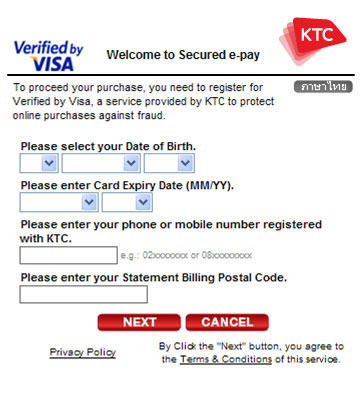 Verified by
VISA
Welcome to Secured e-pay
KTC
ภาษาไทย
To proceed your purchase, you need to register for
Verified by Visa, a service provided by KTC to protect
online purchases against fraud.
Please select your Date of Birth.
Please enter Card Expiry Date (MM/YY).
Please enter your phone or mobile number registered
with KTC.
e.g.: 02xxxxxxx or 08xxxxxxxx
Please enter your Statement Billing Postal Code.
NEXT CANCEL
Privacy Policy
By Click the "Next" button, you agree to
the Terms & Conditions of this service.